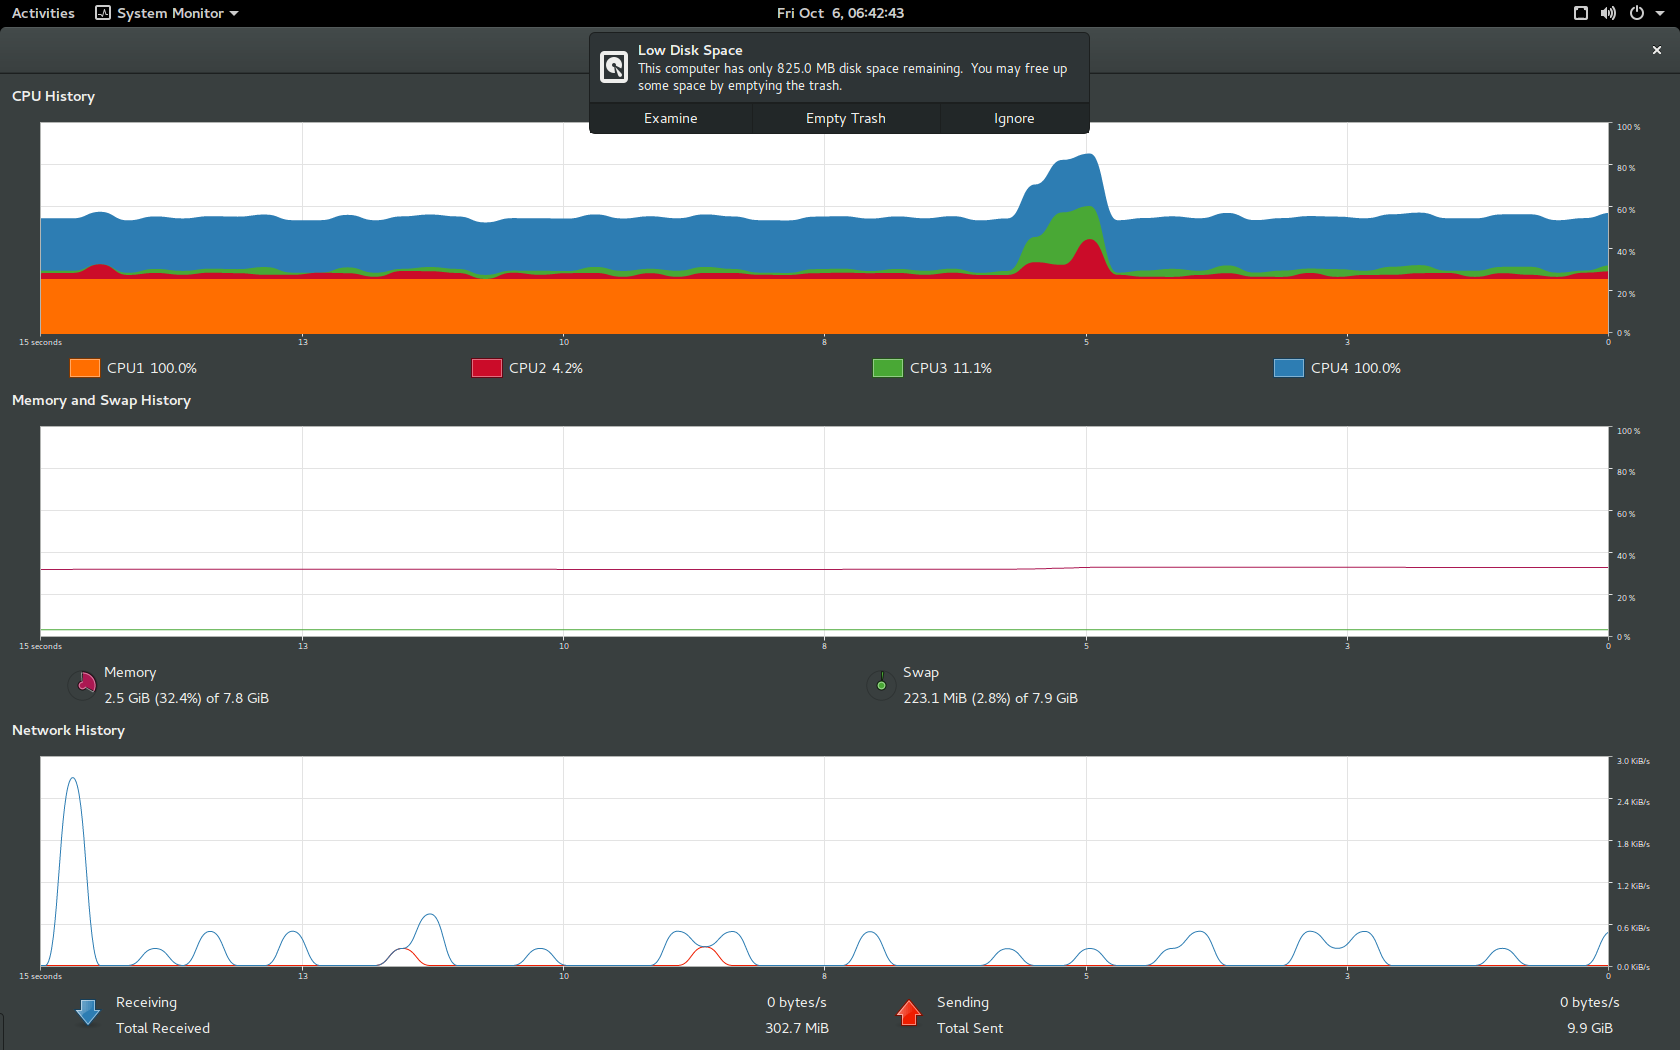 Activities
System Monitor
Fri Oct 6, 06:42:43
Low Disk Space
This computer has only 825.0 MB disk space remaining. You may free up
some space by emptying the trash.
Examine
Empty Trash
Ignore
CPU History
100 %
80 %
60 %
40 %
20 %
0 %
15 seconds
13
10
8
5
3
0
CPU1 100.0%
CPU2 4.2%
CPU3 11.1%
CPU4 100.0%
Memory and Swap History
100 %
80 %
60 %
40 %
20 %
0 %
15 seconds
13
10
8
5
3
0
Memory
2.5 GiB (32.4%) of 7.8 GiB
Swap
223.1 MiB (2.8%) of 7.9 GiB
Network History
3.0 KiB/s
2.4 KiB/s
1.8 KiB/s
1.2 KiB/s
0.6 KiB/s
0.0 KiB/s
15 seconds
13
10
8
5
3
0
Receiving
0 bytes/s
Total Received
302.7 MiB
Sending
0 bytes/s
Total Sent
9.9 GiB